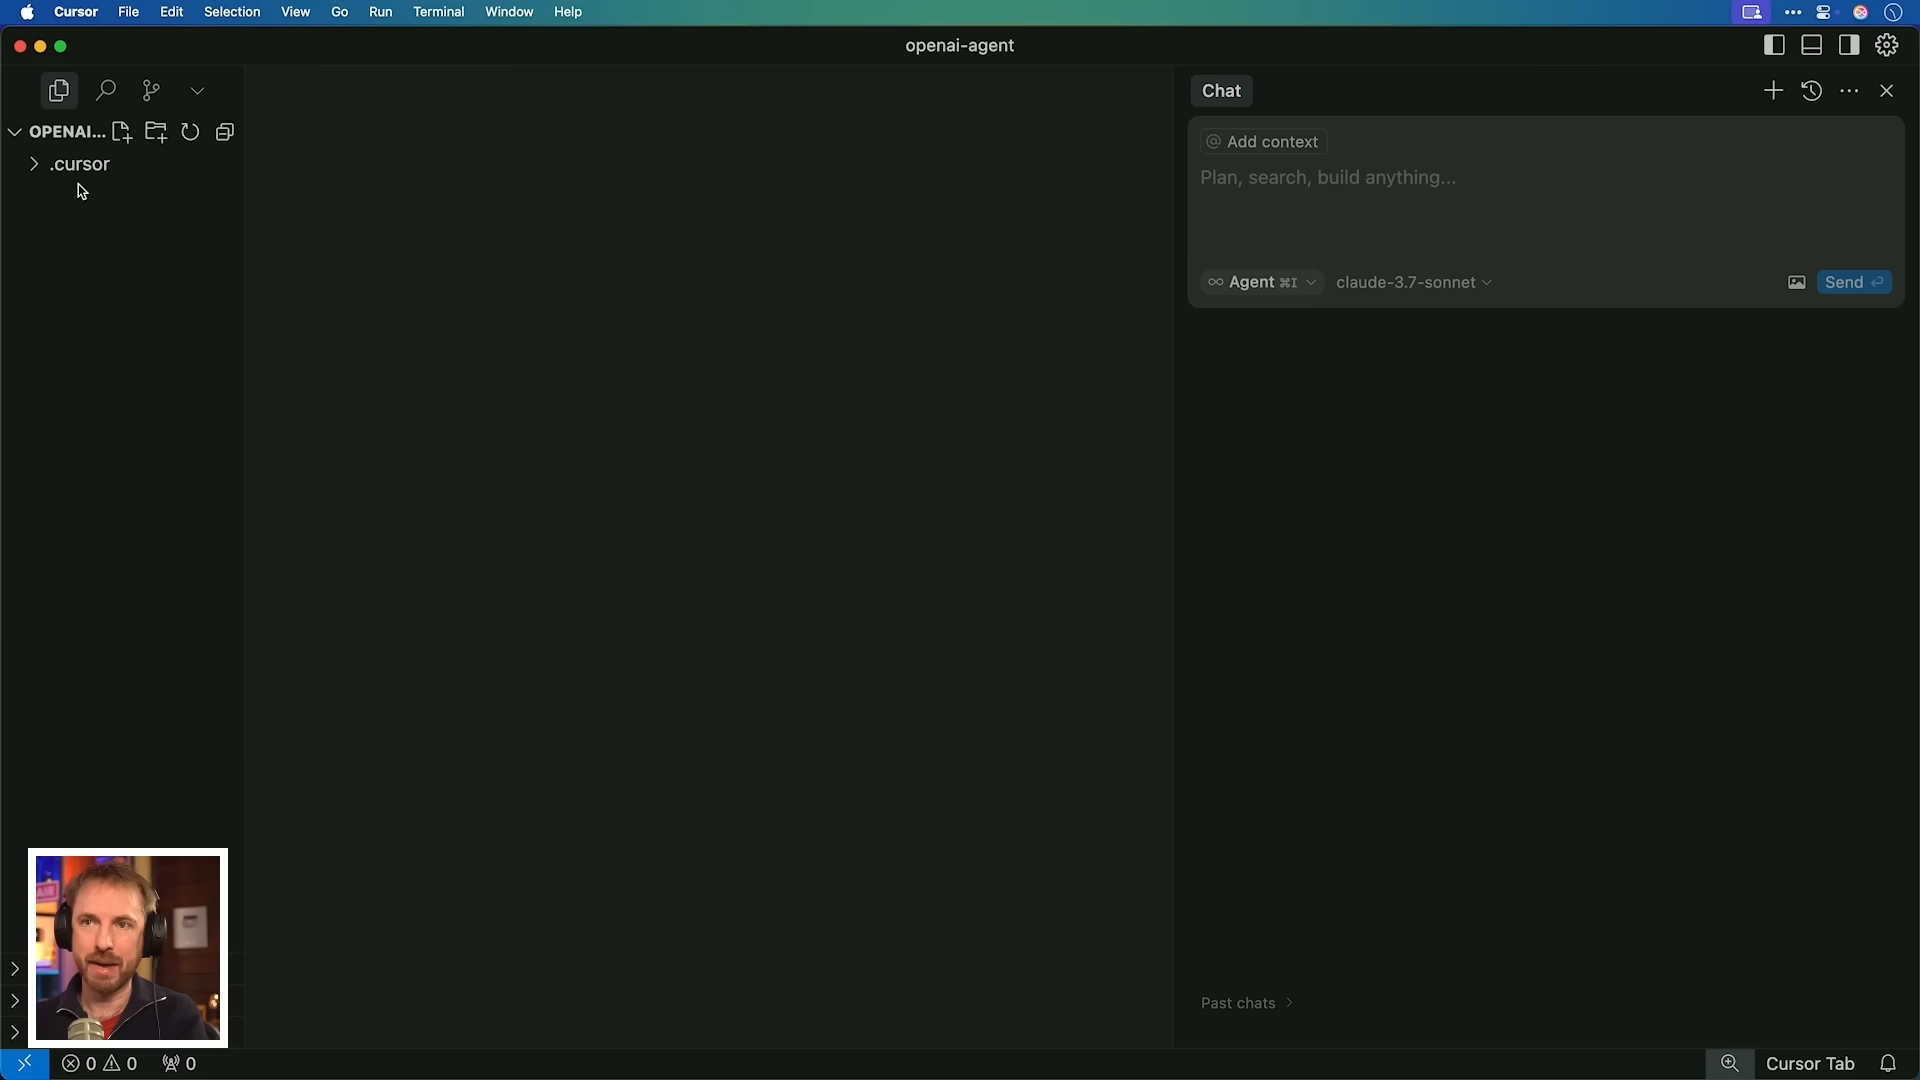 Cursor File Edit Selection View Go Run Terminal Window Help
openai-agent
Chat
OPENAI...
.cursor
@ Add context
Plan, search, build anything...
∞ Agent ⌘I claude-3.7-sonnet Send
Past chats
0 0 0 Cursor Tab